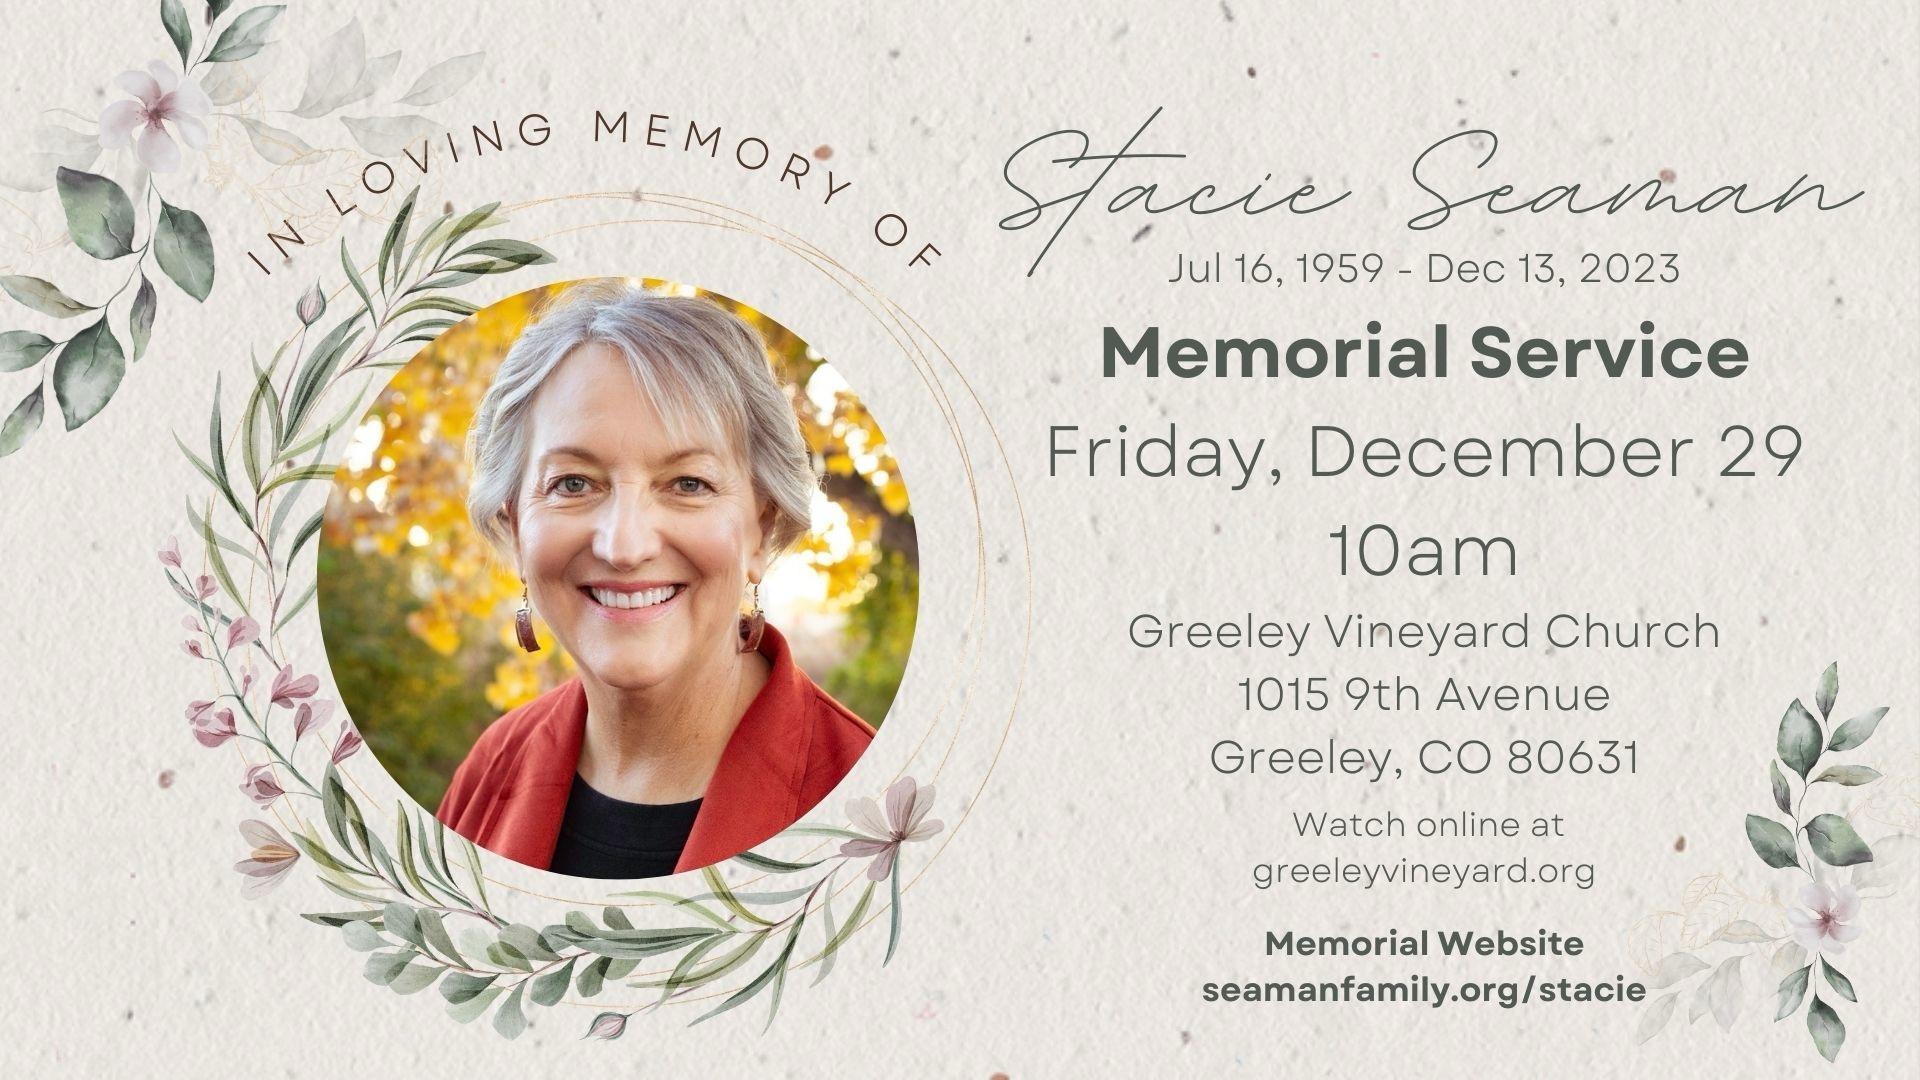 IN LOVING MEMORY OF
Stacie Seaman
Jul 16, 1959 - Dec 13, 2023
Memorial Service
Friday, December 29
10am
Greeley Vineyard Church
1015 9th Avenue
Greeley, CO 80631
Watch online at
greeleyvineyard.org
Memorial Website
seamanfamily.org/stacie